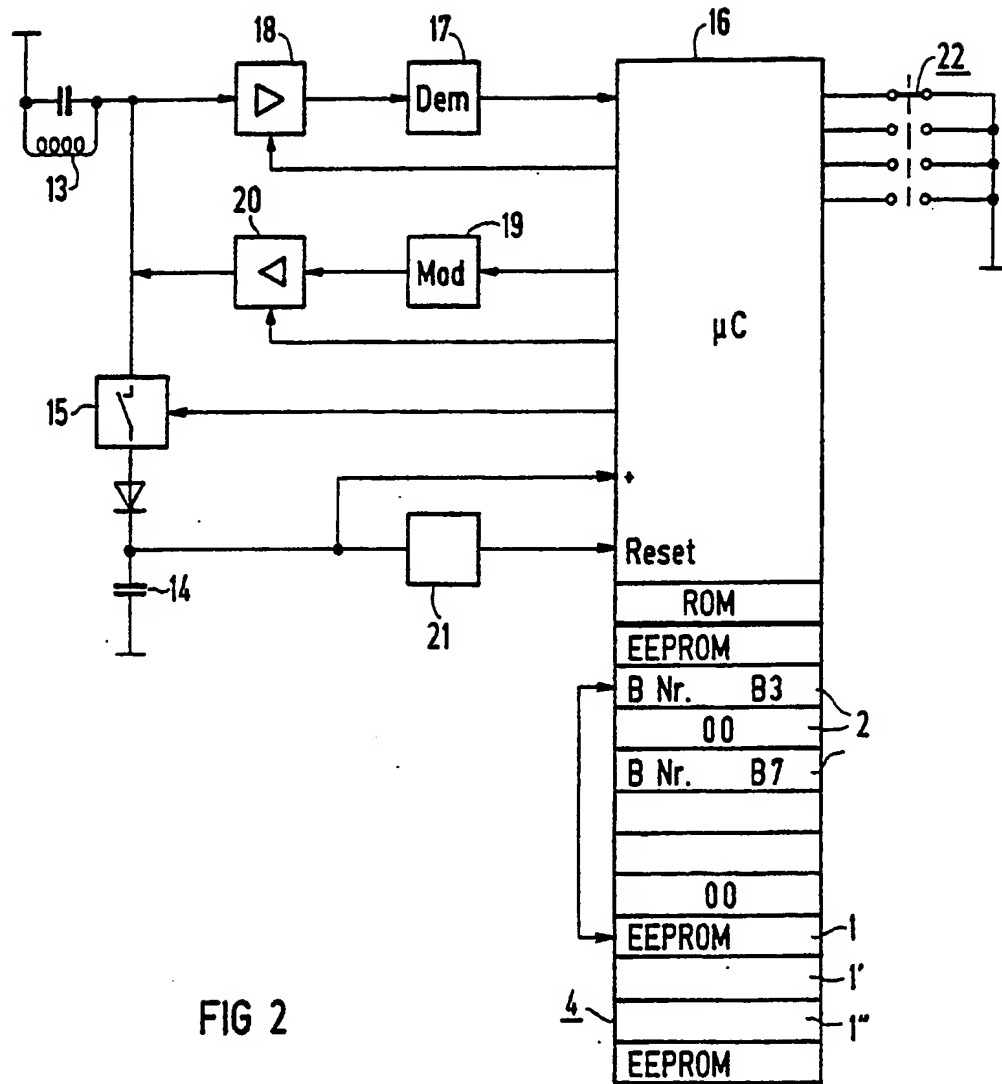 18
17
16
22
Dem
13
20
19
Mod
µC
15
+
Reset
14
21
ROM
EEPROM
B Nr. B3
2
00
B Nr. B7
00
EEPROM
1
1'
4
1"
EEPROM
FIG 2